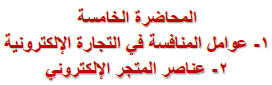 المحاضرة الخامسة
١- عوامل المنافسة في التجارة الإلكترونية
٢- عناصر المتجر الإلكتروني